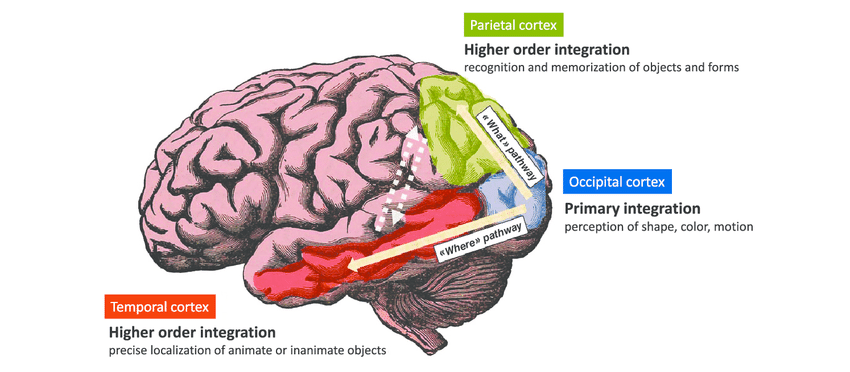 Parietal cortex
Higher order integration
recognition and memorization of objects and forms
«What» pathway
Occipital cortex
Primary integration
perception of shape, color, motion
«Where» pathway
Temporal cortex
Higher order integration
precise localization of animate or inanimate objects